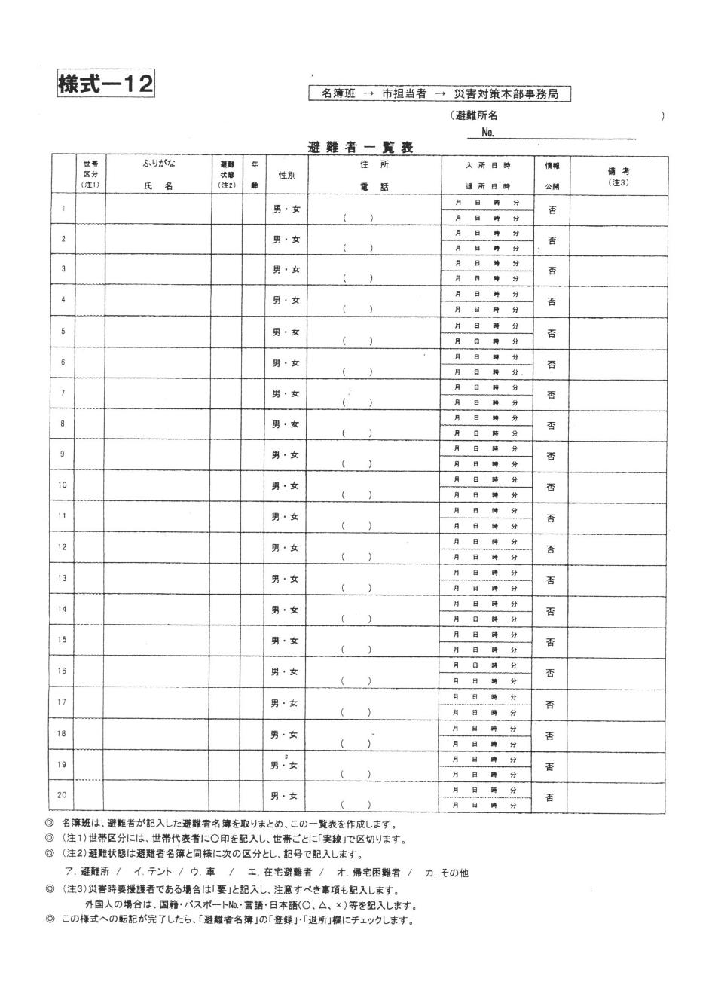 様式ー12
名簿班 → 市担当者 → 災害対策本部事務局
（避難所名　　　　　　　）
No.
避難者一覧表
世帯区分（注1） ふりがな 氏名 避難状態（注2） 年齢 性別 住所 電話 入所日時 退所日時 情報公開 備考（注3）
1 男・女 （　） 月 日 時 分 否
月 日 時 分
2 男・女 （　） 月 日 時 分 否
月 日 時 分
3 男・女 （　） 月 日 時 分 否
月 日 時 分
4 男・女 （　） 月 日 時 分 否
月 日 時 分
5 男・女 （　） 月 日 時 分 否
月 日 時 分
6 男・女 （　） 月 日 時 分 否
月 日 時 分
7 男・女 （　） 月 日 時 分 否
月 日 時 分
8 男・女 （　） 月 日 時 分 否
月 日 時 分
9 男・女 （　） 月 日 時 分 否
月 日 時 分
10 男・女 （　） 月 日 時 分 否
月 日 時 分
11 男・女 （　） 月 日 時 分 否
月 日 時 分
12 男・女 （　） 月 日 時 分 否
月 日 時 分
13 男・女 （　） 月 日 時 分 否
月 日 時 分
14 男・女 （　） 月 日 時 分 否
月 日 時 分
15 男・女 （　） 月 日 時 分 否
月 日 時 分
16 男・女 （　） 月 日 時 分 否
月 日 時 分
17 男・女 （　） 月 日 時 分 否
月 日 時 分
18 男・女 （　） 月 日 時 分 否
月 日 時 分
19 男・女 （　） 月 日 時 分 否
月 日 時 分
20 男・女 （　） 月 日 時 分 否
月 日 時 分
◎ 名簿班は、避難者が記入した避難者名簿を取りまとめ、この一覧表を作成します。
◎ （注1）世帯区分には、世帯代表者に〇印を記入し、世帯ごとに「実線」で区切ります。
◎ （注2）避難状態は避難者名簿と同様に次の区分とし、記号で記入します。
ア. 避難所 / イ. テント / ウ. 車 / エ. 在宅避難者 / オ. 帰宅困難者 / カ. その他
◎ （注3）災害時要援護者である場合は「要」と記入し、注意すべき事項も記入します。
外国人の場合は、国籍・パスポート№・言語・日本語（〇、△、×）等を記入します。
◎ この様式への転記が完了したら、「避難者名簿」の「登録」・「退所」欄にチェックします。